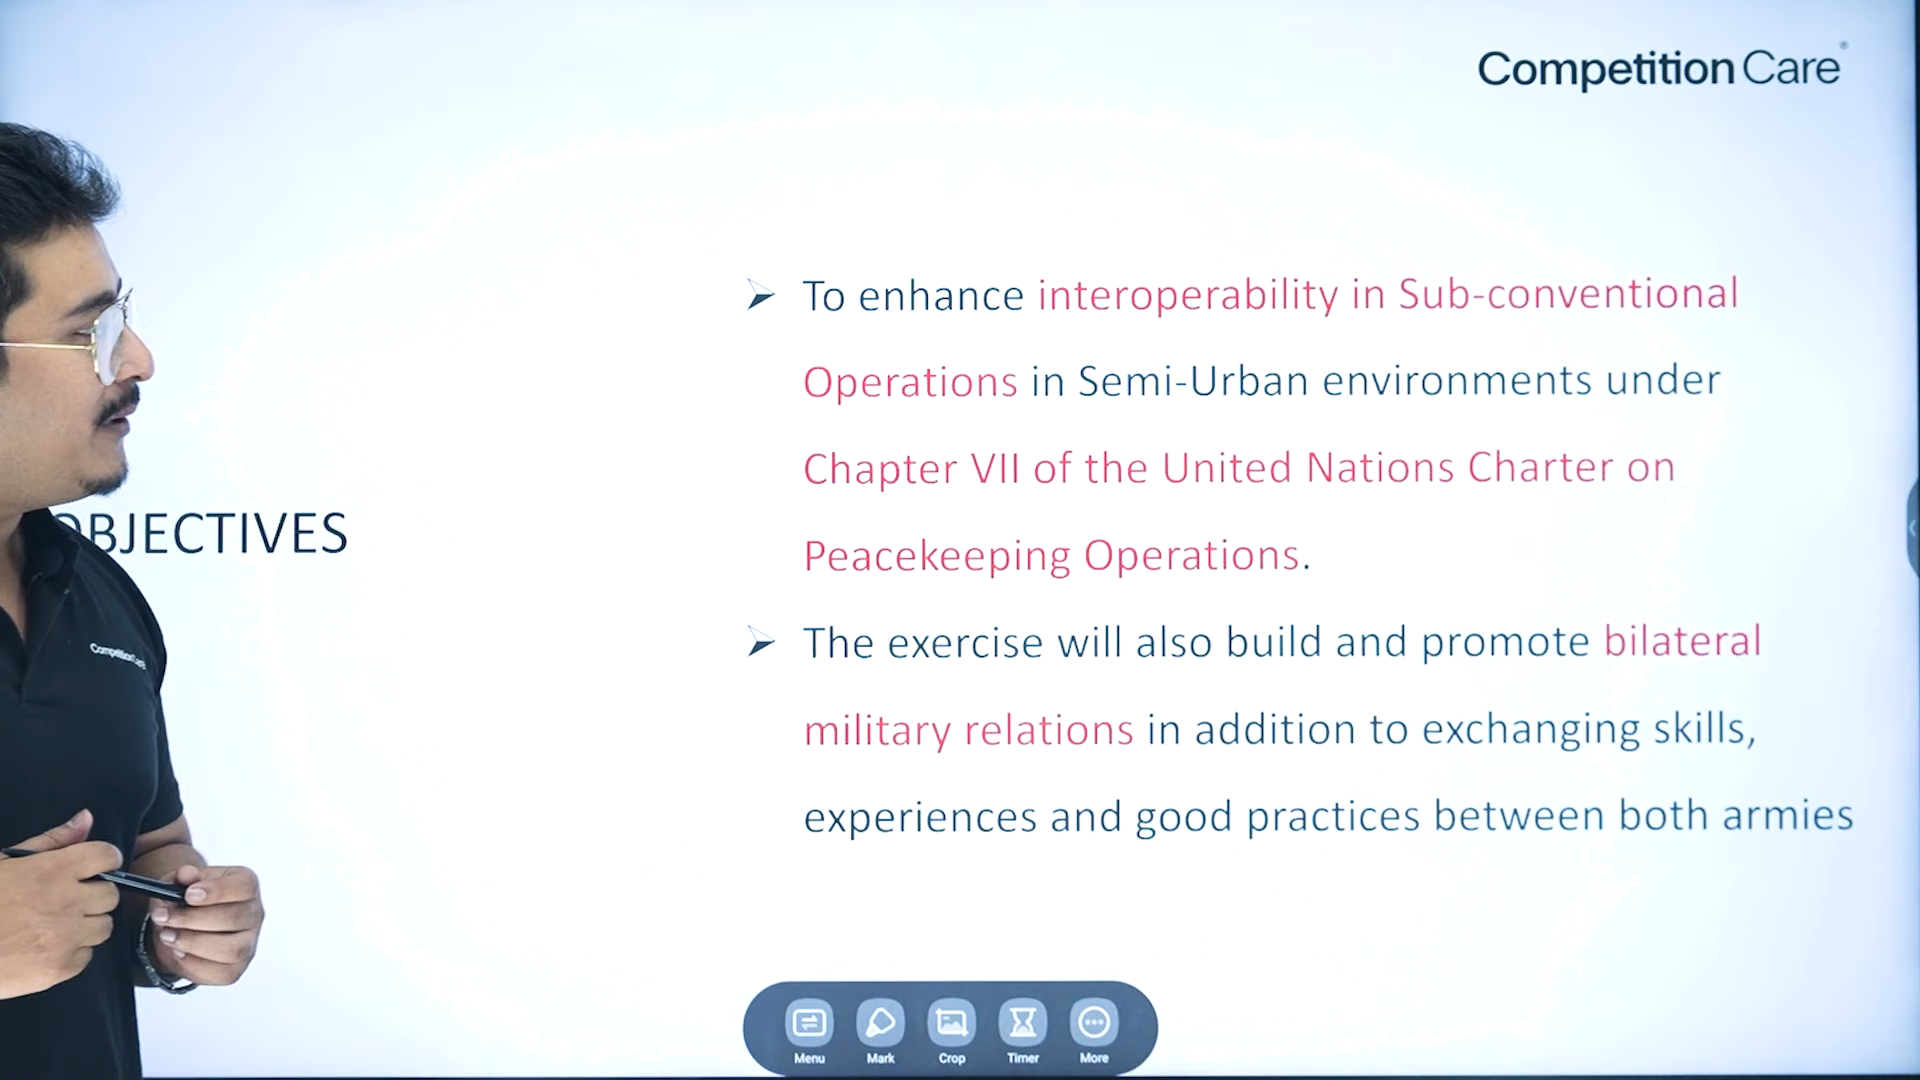 Competition Care
To enhance interoperability in Sub-conventional
Operations in Semi-Urban environments under
Chapter VII of the United Nations Charter on
Peacekeeping Operations.
OBJECTIVES
The exercise will also build and promote bilateral
military relations in addition to exchanging skills,
experiences and good practices between both armies
Menu
Mark
Crop
Timer
More